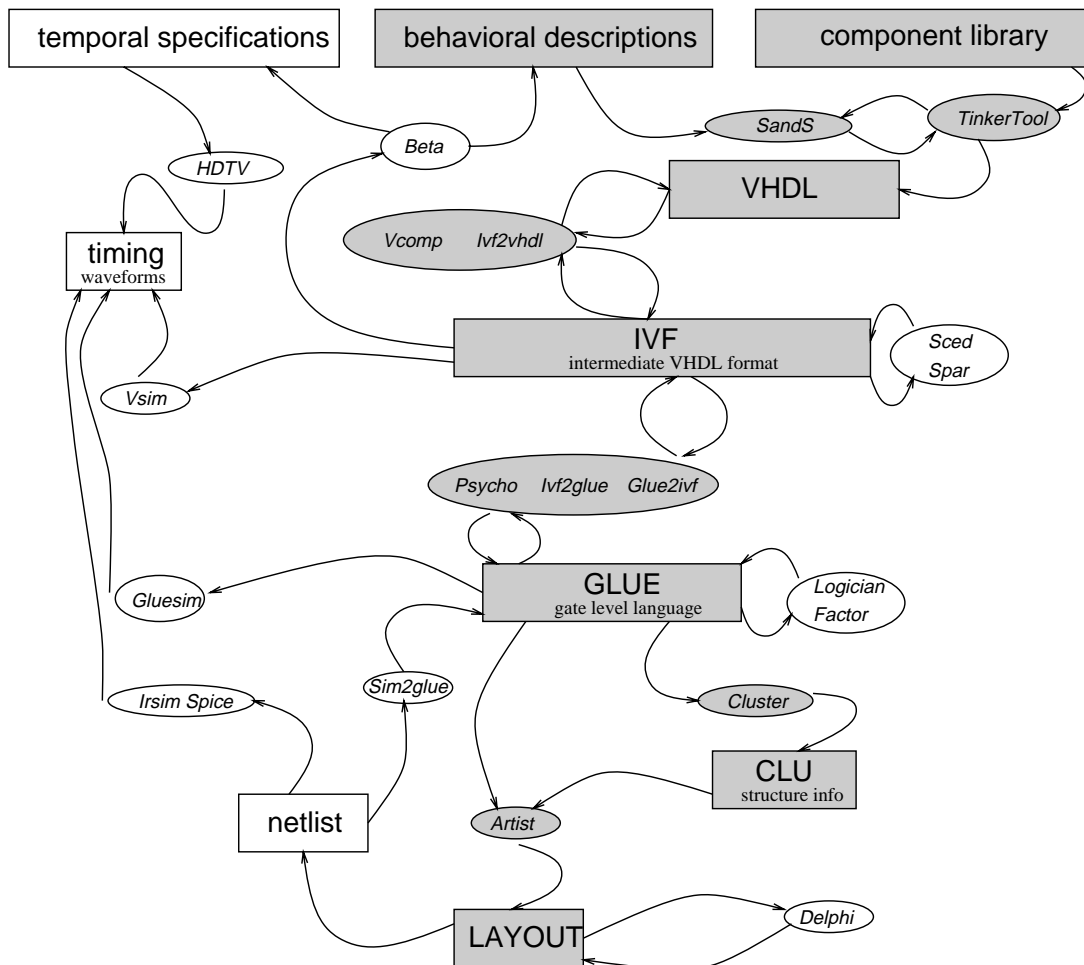 temporal specifications
behavioral descriptions
component library
SandS
TinkerTool
Beta
HDTV
VHDL
Vcomp Ivf2vhdl
timing
waveforms
IVF
intermediate VHDL format
Sced
Spar
Vsim
Psycho Ivf2glue Glue2ivf
GLUE
gate level language
Logician
Factor
Gluesim
Sim2glue
Irsim Spice
Cluster
CLU
structure info
netlist
Artist
LAYOUT
Delphi